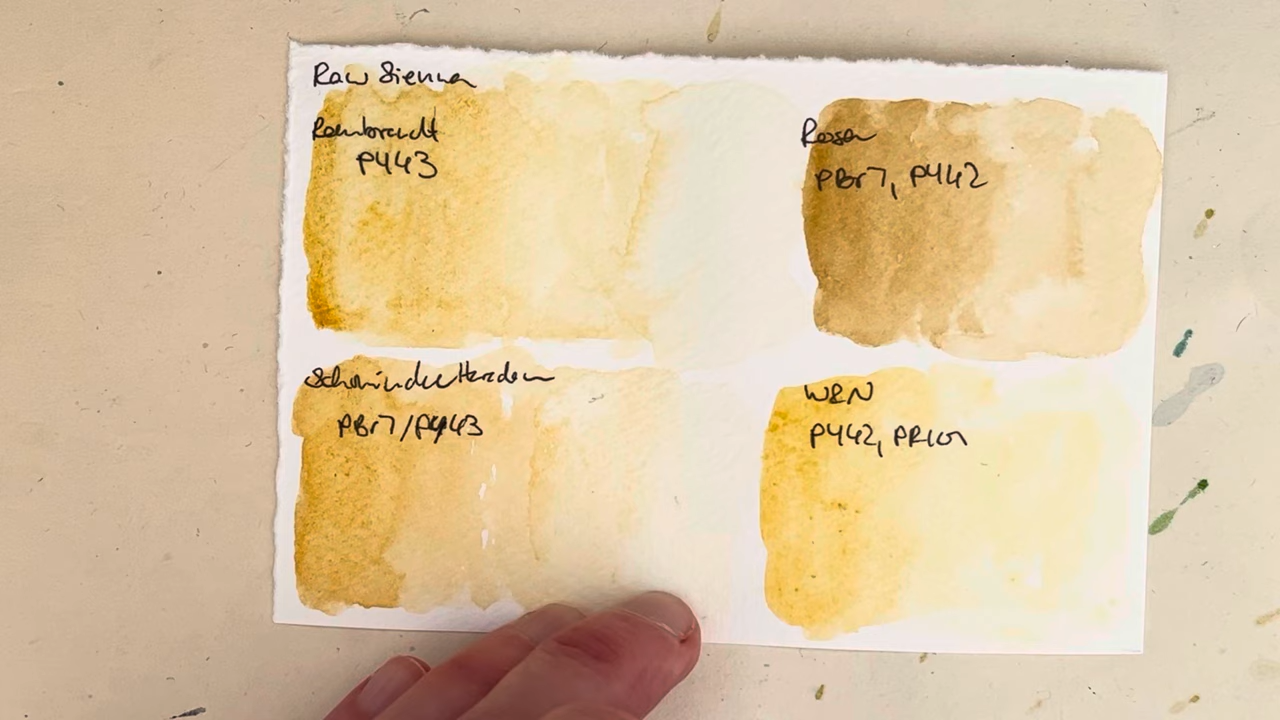 Raw Sienna
Rembrandt
PY43
Rosa
PBr7, PY42
Schmincke Horadam
PBr7/PY43
W&N
PY42, PR101